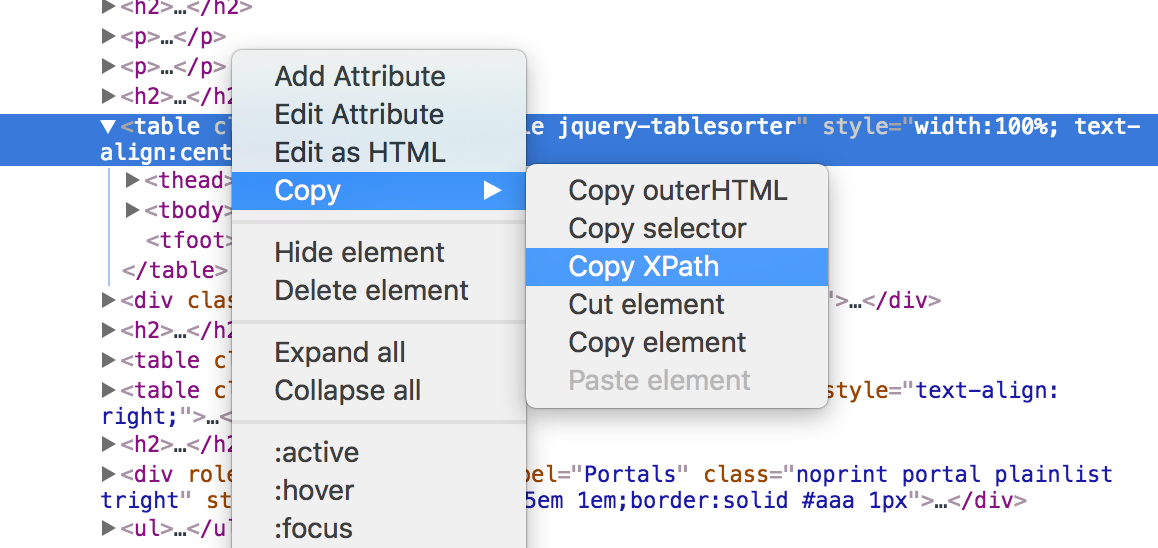 <h2>…</h2>
<p>…</p>
<p>…</p>
<h2>…</h2
<table cl le jquery-tablesorter" style="width:100%; text-
align:cent
<thead>
<tbody>
<tfoot>
</table>
<div clas ">…</div>
<h2>…</h2
<table cl
<table cl style="text-align:
right;">…<
<h2>…</h2
<div role bel="Portals" class="noprint portal plainlist
tright" st 5em 1em;border:solid #aaa 1px">…</div>
<ul>…</ul
Add Attribute
Edit Attribute
Edit as HTML
Copy
Hide element
Delete element
Expand all
Collapse all
:active
:hover
:focus
Copy outerHTML
Copy selector
Copy XPath
Cut element
Copy element
Paste element